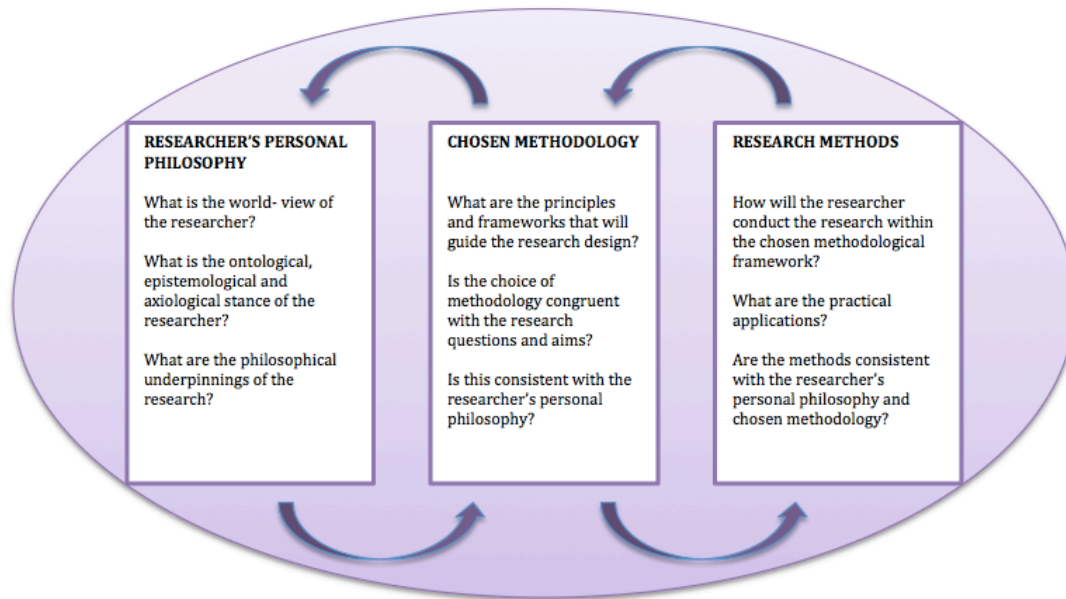 RESEARCHER'S PERSONAL
PHILOSOPHY
What is the world- view of
the researcher?
What is the ontological,
epistemological and
axiological stance of the
researcher?
What are the philosophical
underpinnings of the
research?
CHOSEN METHODOLOGY
What are the principles
and frameworks that will
guide the research design?
Is the choice of
methodology congruent
with the research
questions and aims?
Is this consistent with the
researcher's personal
philosophy?
RESEARCH METHODS
How will the researcher
conduct the research within
the chosen methodological
framework?
What are the practical
applications?
Are the methods consistent
with the researcher's
personal philosophy and
chosen methodology?